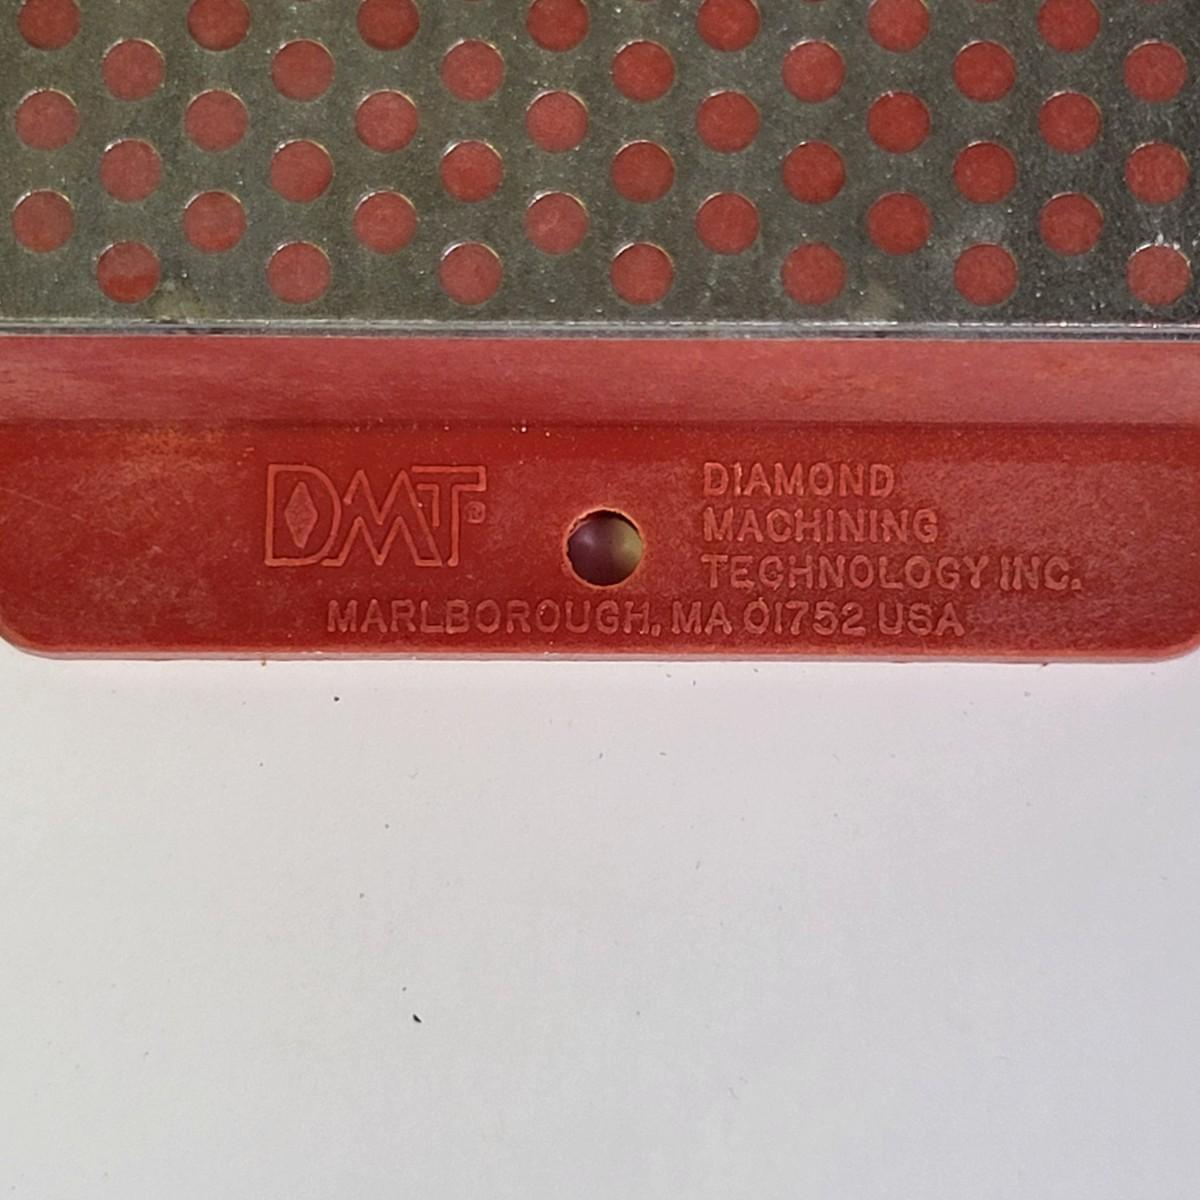 DMT®
DIAMOND
MACHINING
TECHNOLOGY INC.
MARLBOROUGH, MA 01752 USA